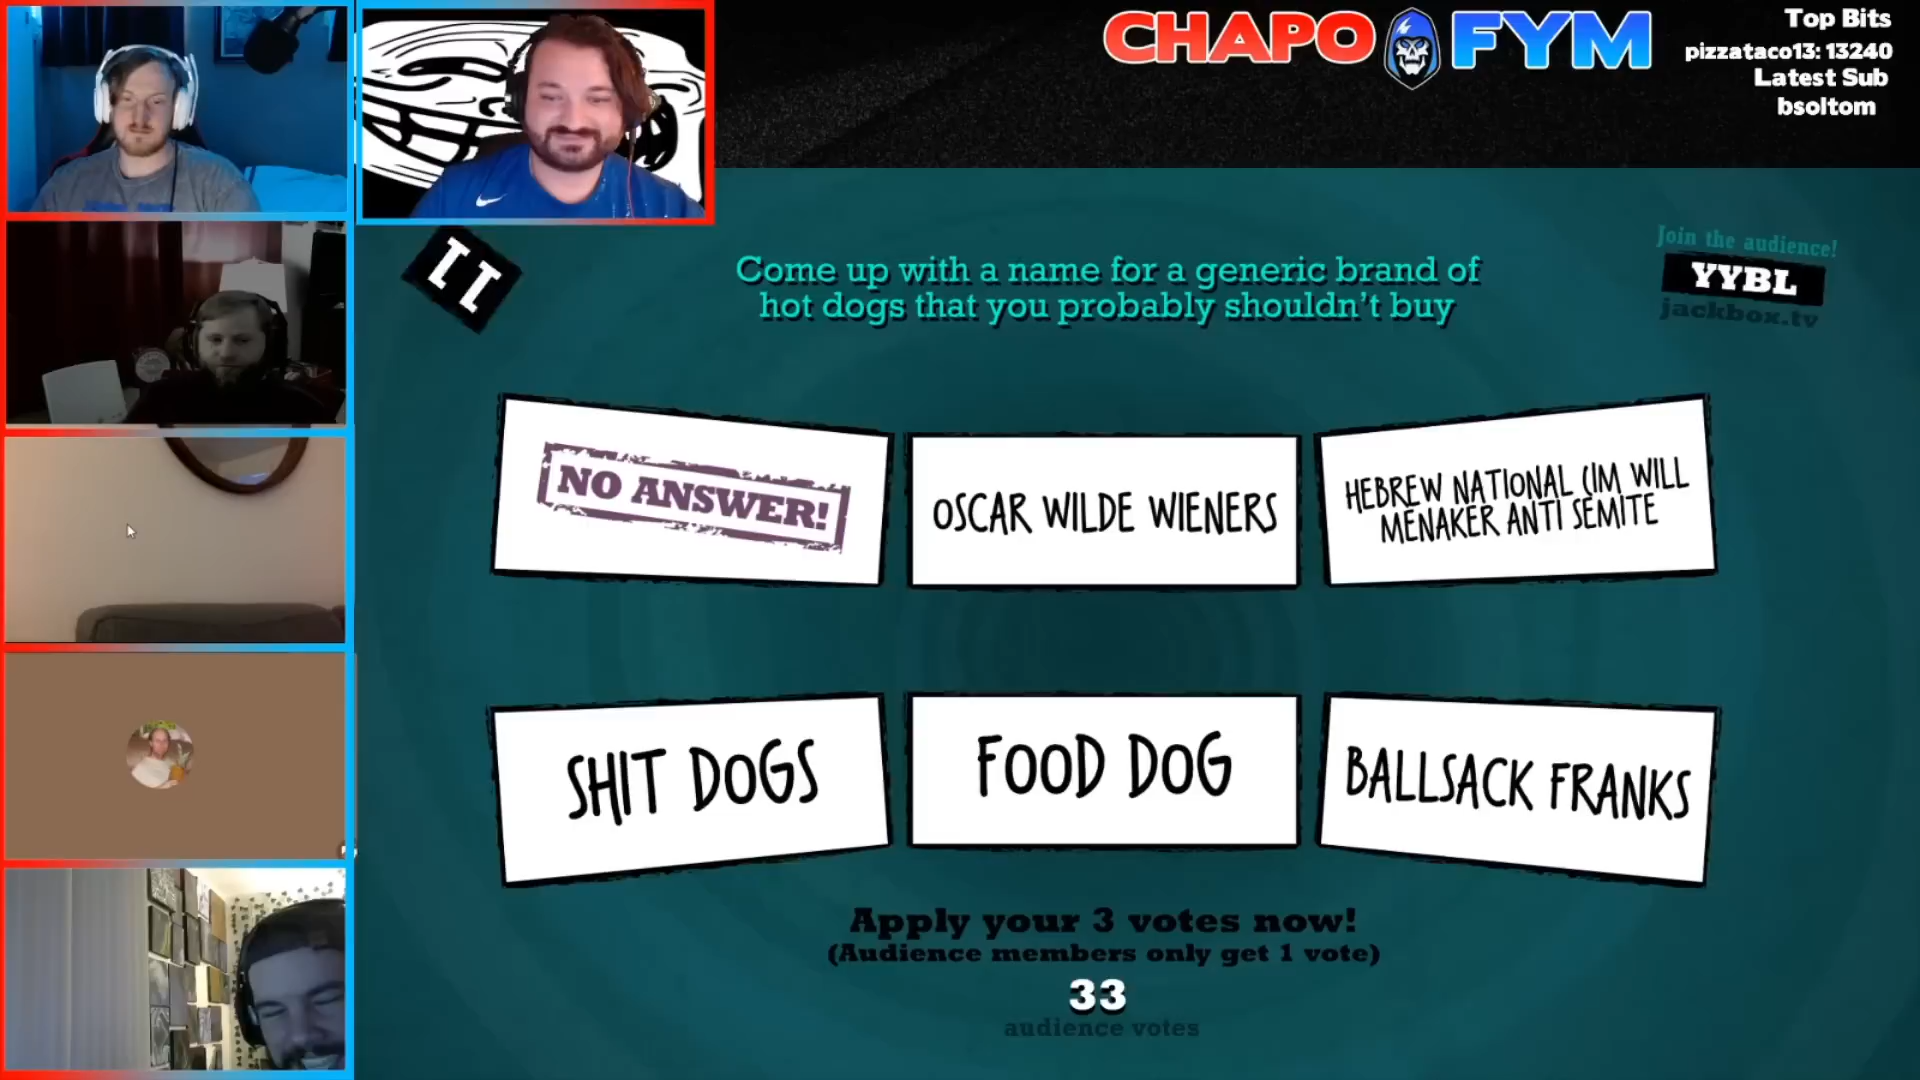 CHAPO FYM
Top Bits
pizzataco13: 13240
Latest Sub
bsoltom
11
Come up with a name for a generic brand of
hot dogs that you probably shouldn't buy
Join the audience!
YYBL
jackbox.tv
NO ANSWER!
OSCAR WILDE WIENERS
HEBREW NATIONAL (IM WILL
MENAKER ANTI SEMITE
SHIT DOGS
FOOD DOG
BALLSACK FRANKS
Apply your 3 votes now!
(Audience members only get 1 vote)
33
audience votes